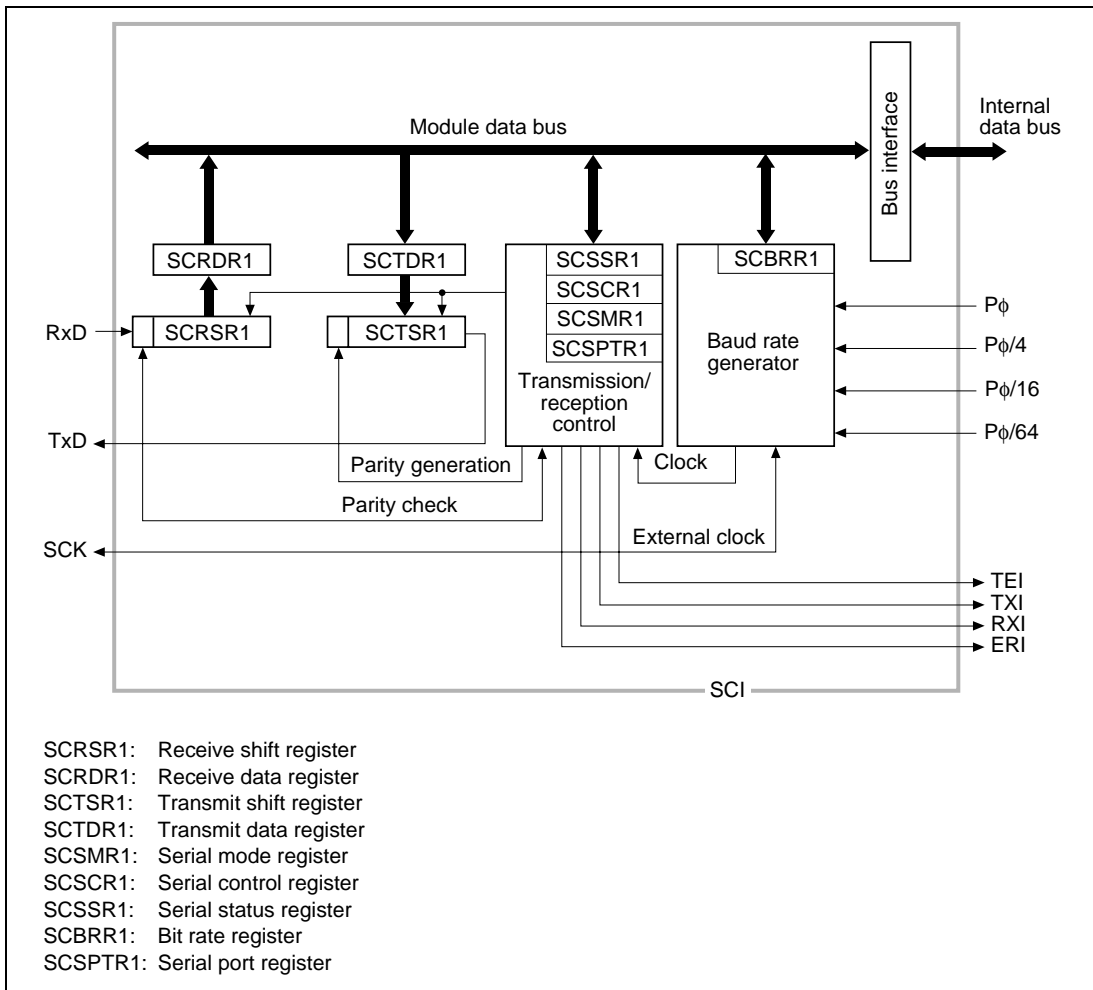 Module data bus
Bus interface
Internal
data bus
SCRDR1
SCTDR1
SCSSR1
SCSCR1
SCSMR1
SCSPTR1
Transmission/
reception
control
SCBRR1
Baud rate
generator
RxD
SCRSR1
SCTSR1
Pϕ
Pϕ/4
Pϕ/16
Pϕ/64
TxD
Parity generation
Clock
Parity check
SCK
External clock
TEI
TXI
RXI
ERI
SCI
SCRSR1: Receive shift register
SCRDR1: Receive data register
SCTSR1: Transmit shift register
SCTDR1: Transmit data register
SCSMR1: Serial mode register
SCSCR1: Serial control register
SCSSR1: Serial status register
SCBRR1: Bit rate register
SCSPTR1: Serial port register